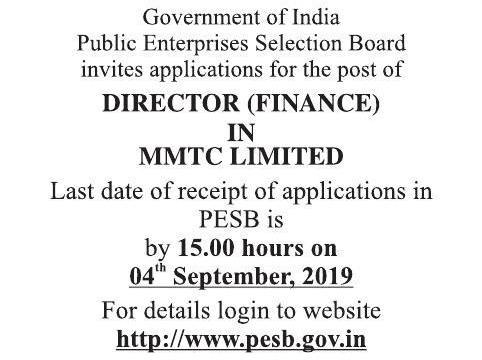 Government of India
Public Enterprises Selection Board
invites applications for the post of
DIRECTOR (FINANCE)
IN
MMTC LIMITED
Last date of receipt of applications in
PESB is
by 15.00 hours on
04th September, 2019
For details login to website
http://www.pesb.gov.in